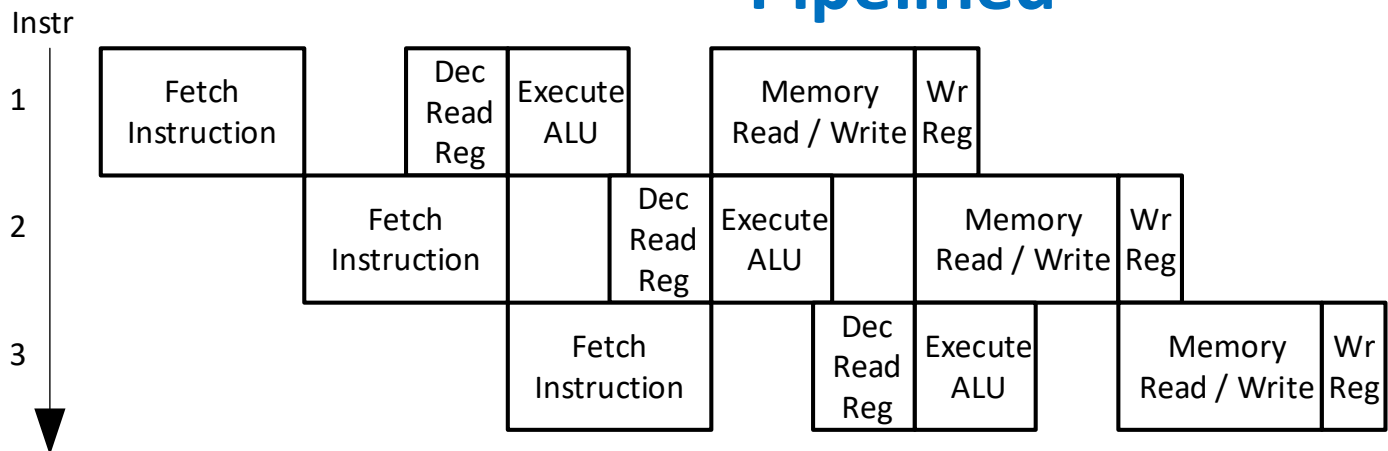 Pipelined
Instr
1
Fetch
Instruction
Dec
Read
Reg
Execute
ALU
Memory
Read / Write
Wr
Reg
2
Fetch
Instruction
Dec
Read
Reg
Execute
ALU
Memory
Read / Write
Wr
Reg
3
Fetch
Instruction
Dec
Read
Reg
Execute
ALU
Memory
Read / Write
Wr
Reg